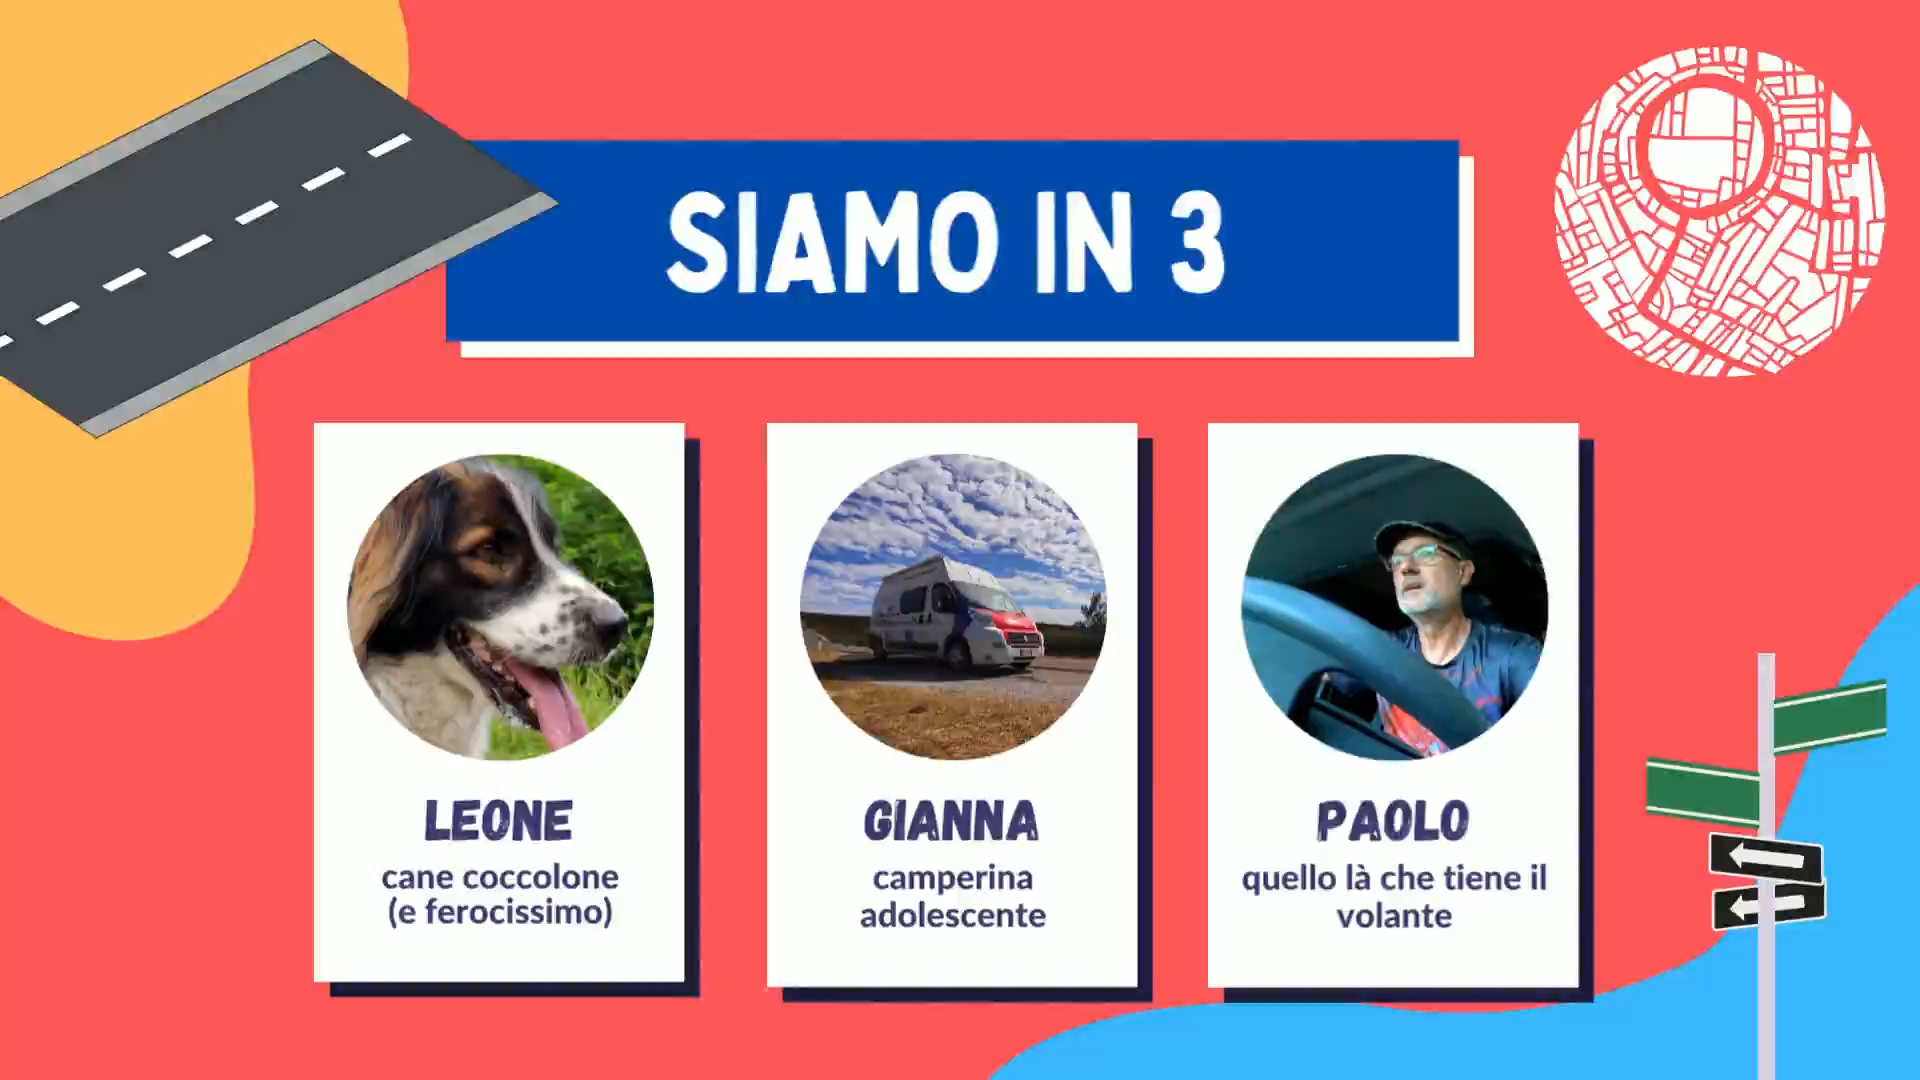 SIAMO IN 3
LEONE
cane coccolone
(e ferocissimo)
GIANNA
camperina
adolescente
PAOLO
quello là che tiene il
volante